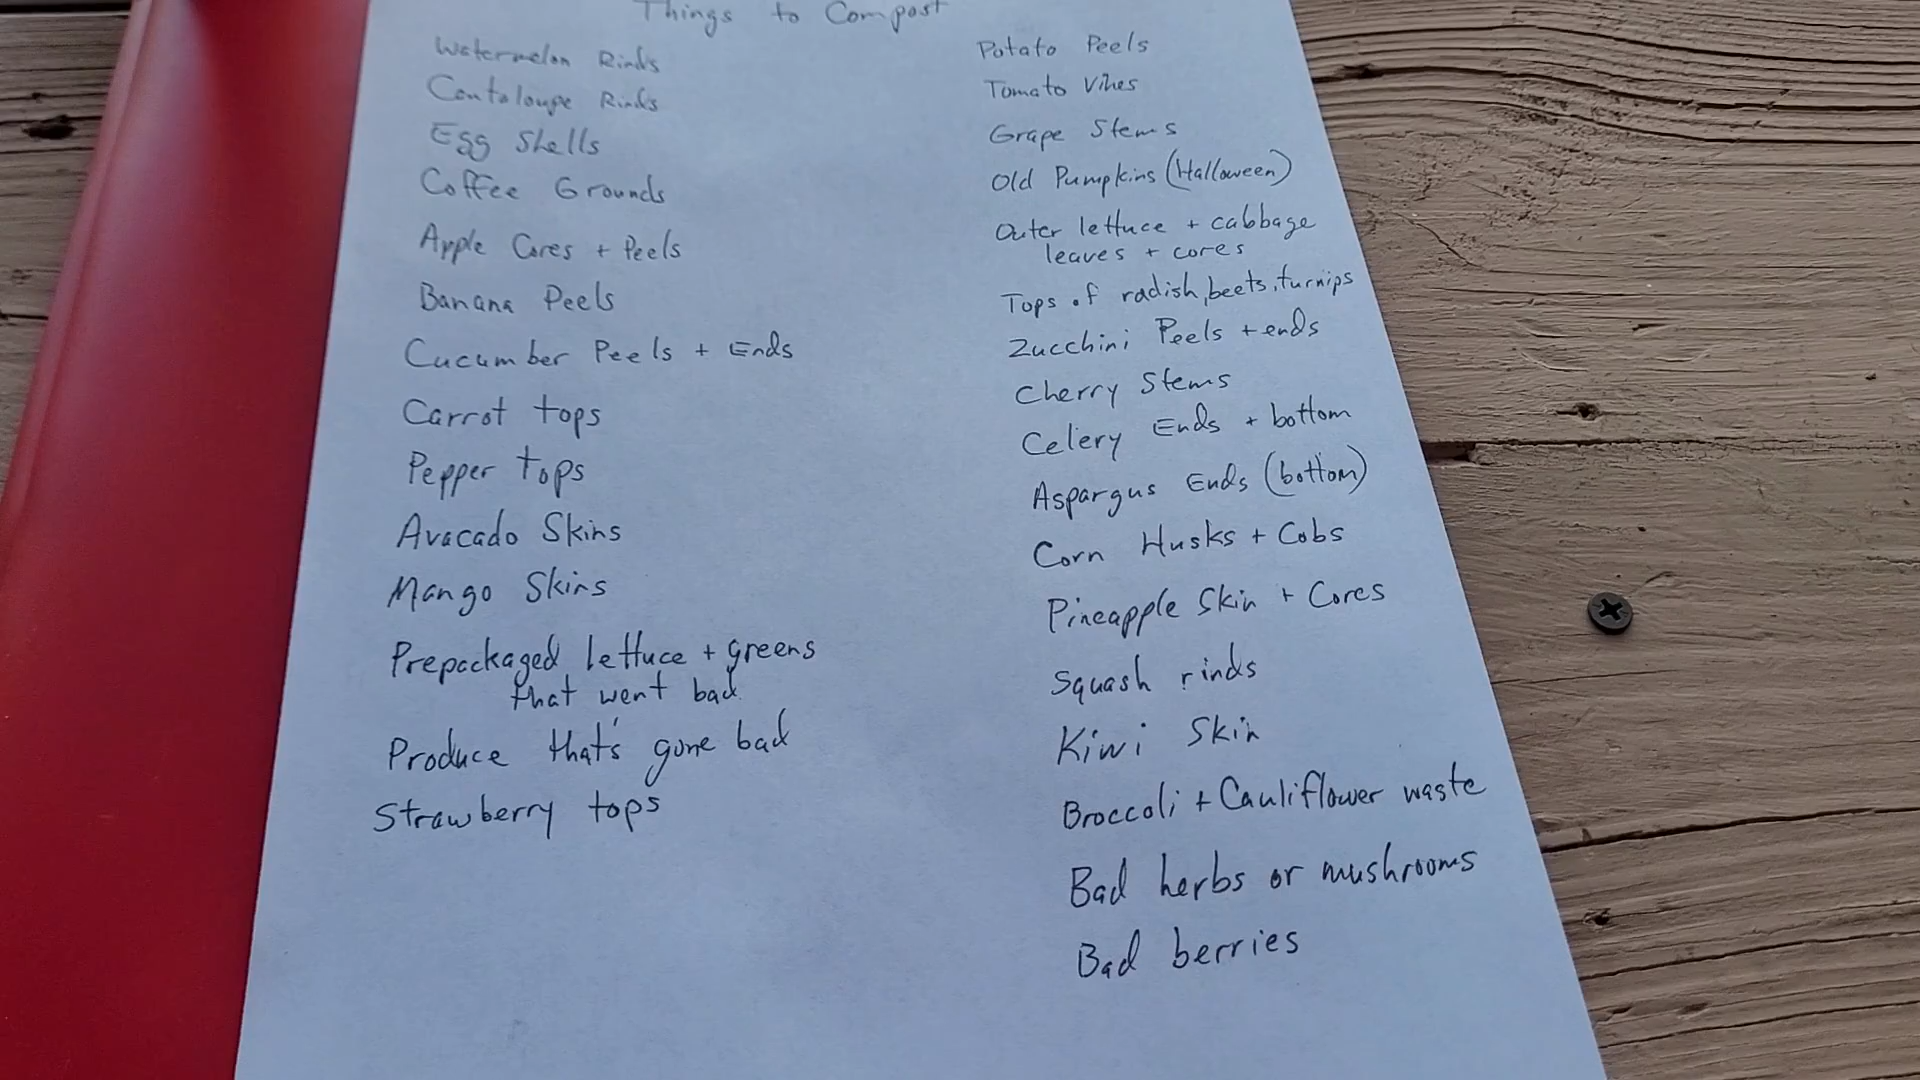 Things to Compost
Watermelon Rinds
Cantaloupe Rinds
Egg Shells
Coffee Grounds
Apple Cores + Peels
Banana Peels
Cucumber Peels + Ends
Carrot tops
Pepper tops
Avacado Skins
Mango Skins
Prepackaged lettuce + greens
that went bad
Produce that's gone bad
Strawberry tops
Potato Peels
Tomato Vines
Grape Stems
Old Pumpkins (Halloween)
Outer lettuce + cabbage
leaves + cores
Tops of radish, beets, turnips
Zucchini Peels + ends
Cherry Stems
Celery Ends + bottom
Aspargus Ends (bottom)
Corn Husks + Cobs
Pineapple Skin + Cores
Squash rinds
Kiwi Skin
Broccoli + Cauliflower waste
Bad herbs or mushrooms
Bad berries